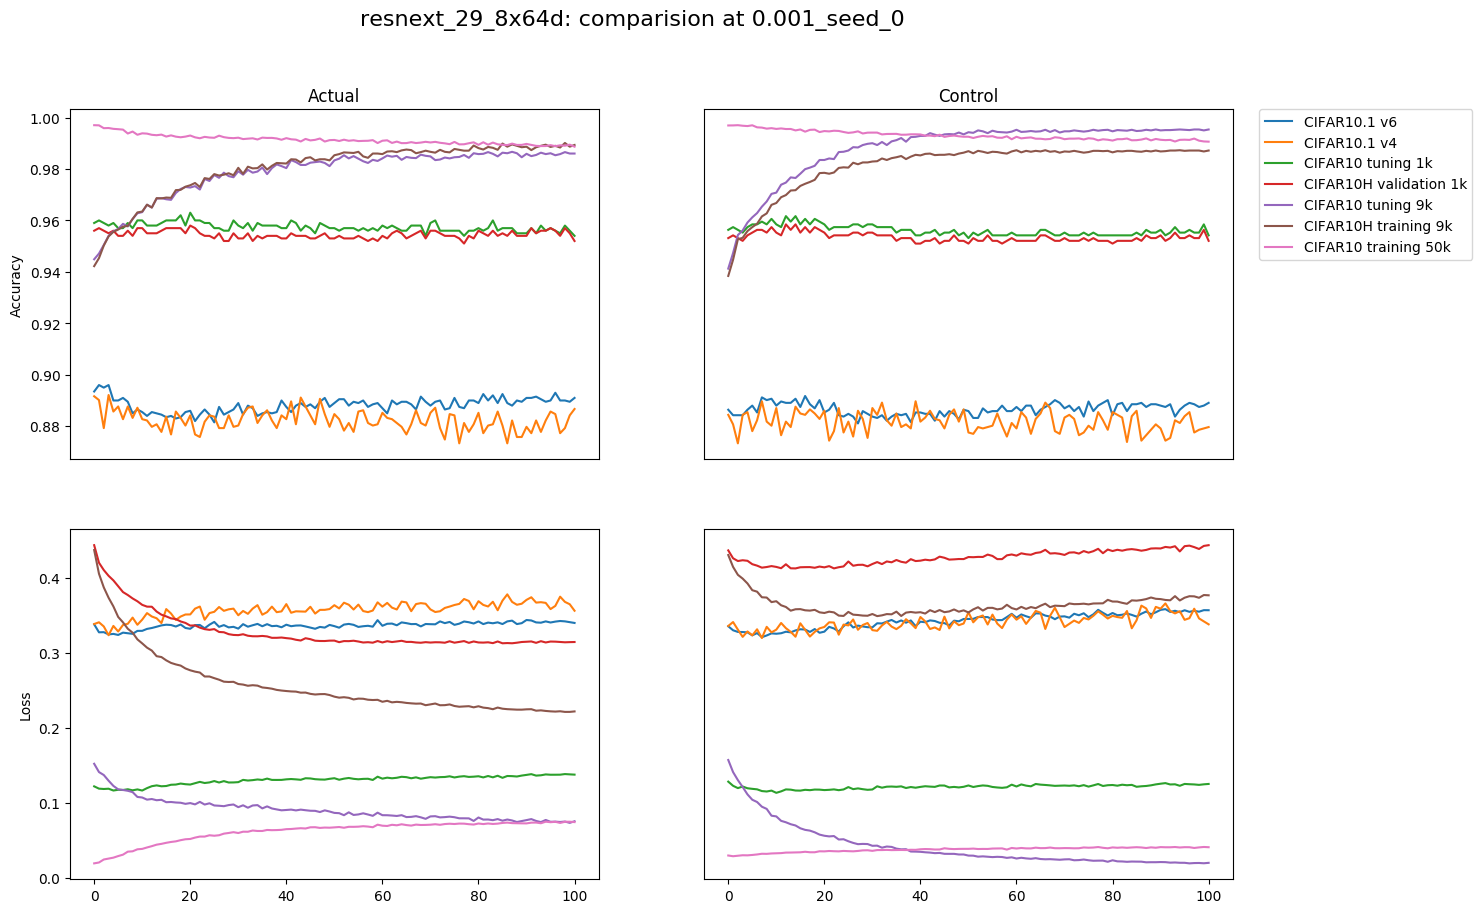 resnext_29_8x64d: comparision at 0.001_seed_0
Actual
Control
Accuracy
1.00
0.98
0.96
0.94
0.92
0.90
0.88
CIFAR10.1 v6
CIFAR10.1 v4
CIFAR10 tuning 1k
CIFAR10H validation 1k
CIFAR10 tuning 9k
CIFAR10H training 9k
CIFAR10 training 50k
Loss
0.4
0.3
0.2
0.1
0.0
0 20 40 60 80 100
0 20 40 60 80 100